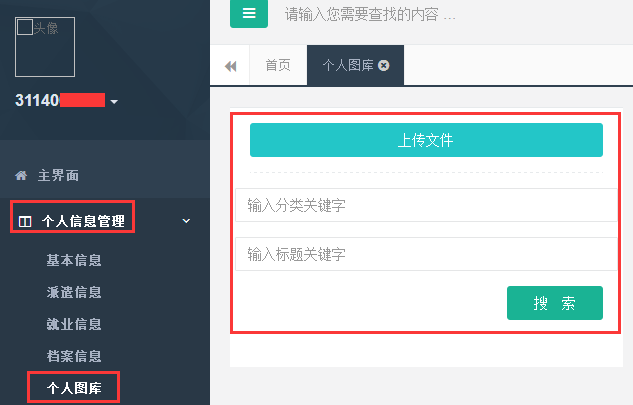 头像
31140
主界面
个人信息管理
基本信息
派遣信息
就业信息
档案信息
个人图库
请输入您需要查找的内容 …
首页
个人图库
上传文件
输入分类关键字
输入标题关键字
搜 索